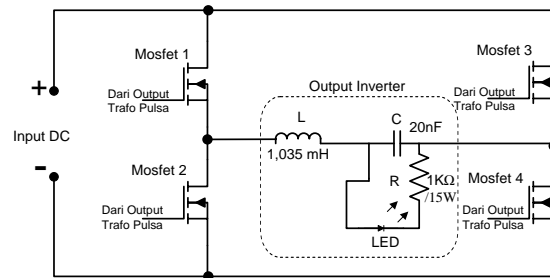 Mosfet 1
Mosfet 3
+
Dari Output
Trafo Pulsa
Output Inverter
Dari Output
Trafo Pulsa
Input DC
L
C
20nF
1,035 mH
-
Mosfet 2
Mosfet 4
R
1KΩ
/15W
Dari Output
Trafo Pulsa
Dari Output
Trafo Pulsa
LED